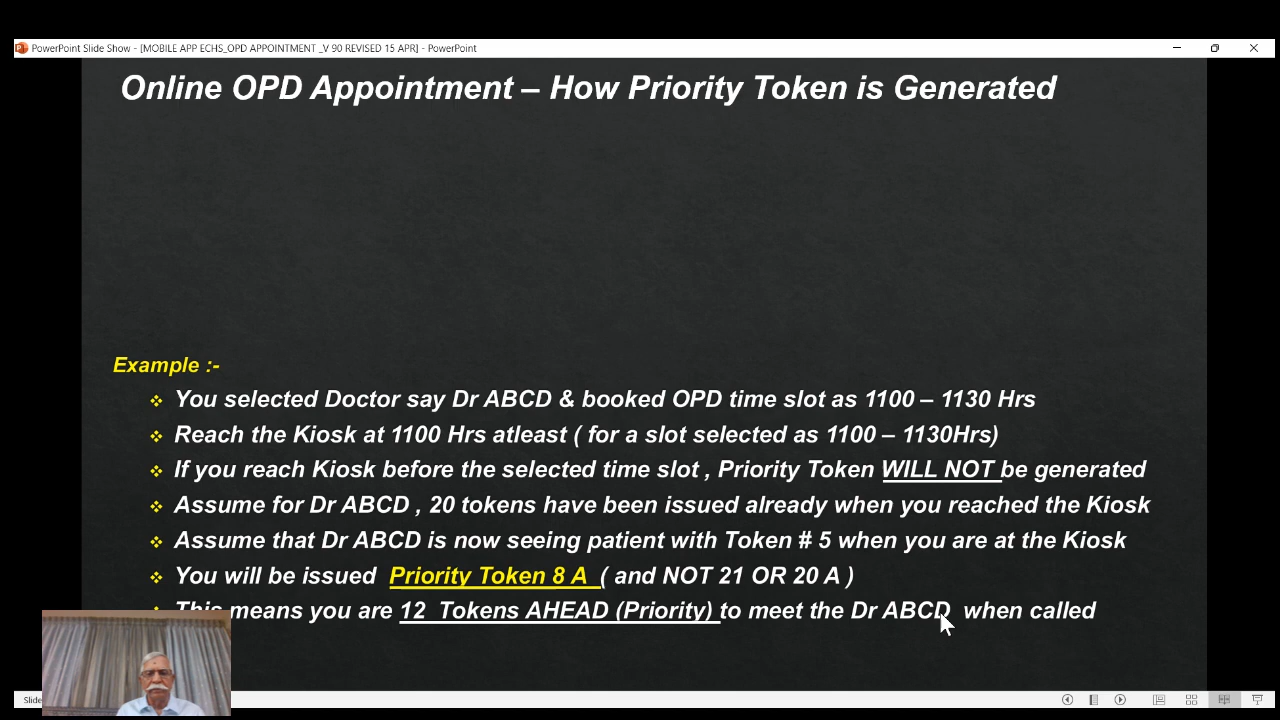 PowerPoint Slide Show - [MOBILE APP ECHS_OPD APPOINTMENT _V 90 REVISED 15 APR] - PowerPoint
Online OPD Appointment – How Priority Token is Generated
Example :-
You selected Doctor say Dr ABCD & booked OPD time slot as 1100 – 1130 Hrs
Reach the Kiosk at 1100 Hrs atleast ( for a slot selected as 1100 – 1130Hrs)
If you reach Kiosk before the selected time slot , Priority Token WILL NOT be generated
Assume for Dr ABCD , 20 tokens have been issued already when you reached the Kiosk
Assume that Dr ABCD is now seeing patient with Token # 5 when you are at the Kiosk
You will be issued Priority Token 8 A ( and NOT 21 OR 20 A )
This means you are 12 Tokens AHEAD (Priority) to meet the Dr ABCD when called
Slide